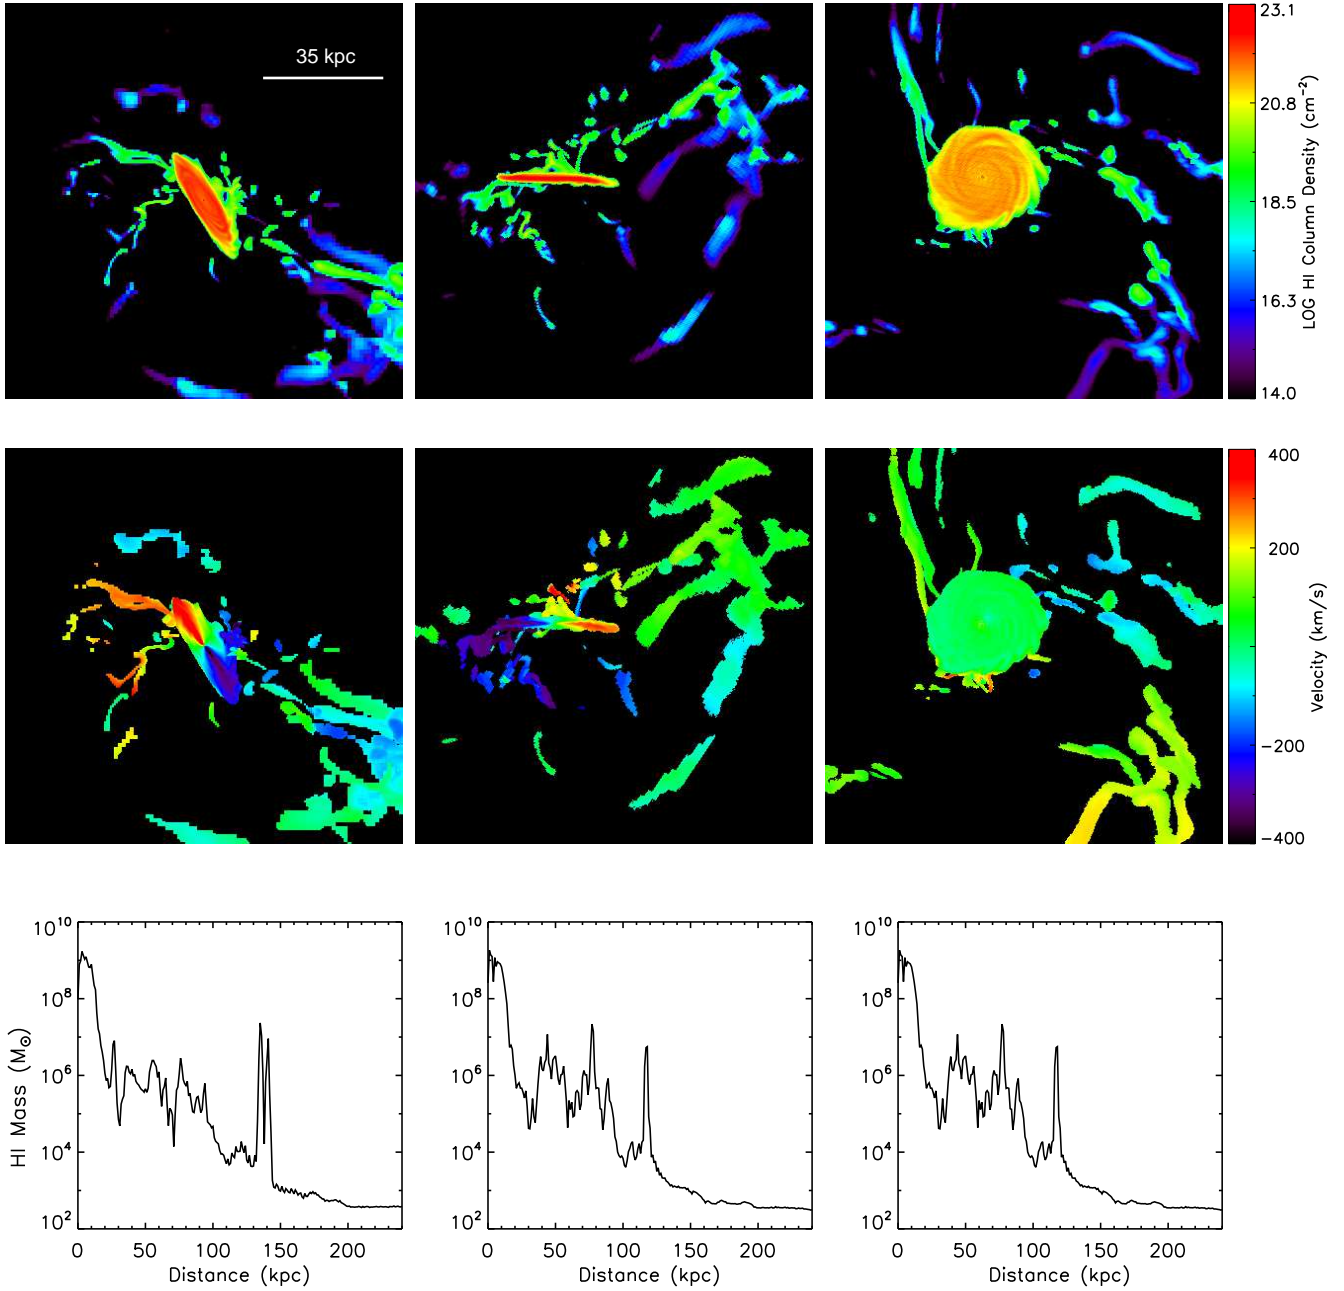 35 kpc
23.1
20.8
18.5
16.3
14.0
LOG HI Column Density (cm⁻²)
400
200
-200
-400
Velocity (km/s)
10¹⁰
10⁸
10⁶
10⁴
10²
HI Mass (M☉)
0 50 100 150 200
Distance (kpc)
10¹⁰
10⁸
10⁶
10⁴
10²
0 50 100 150 200
Distance (kpc)
10¹⁰
10⁸
10⁶
10⁴
10²
0 50 100 150 200
Distance (kpc)